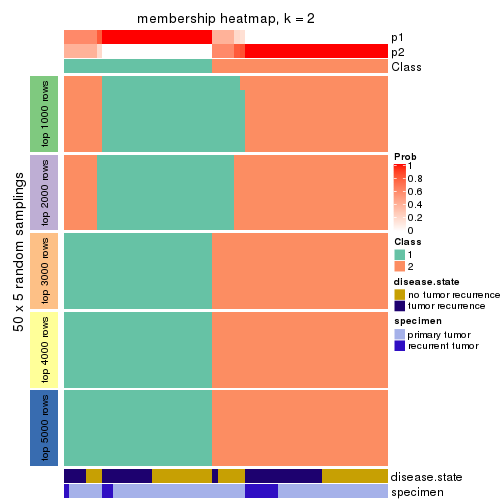 membership heatmap, k = 2
p1
p2
Class
50 x 5 random samplings
top 1000 rows
top 2000 rows
top 3000 rows
top 4000 rows
top 5000 rows
Prob
1
0.8
0.6
0.4
0.2
0
Class
1
2
disease.state
no tumor recurrence
tumor recurrence
specimen
primary tumor
recurrent tumor
disease.state
specimen